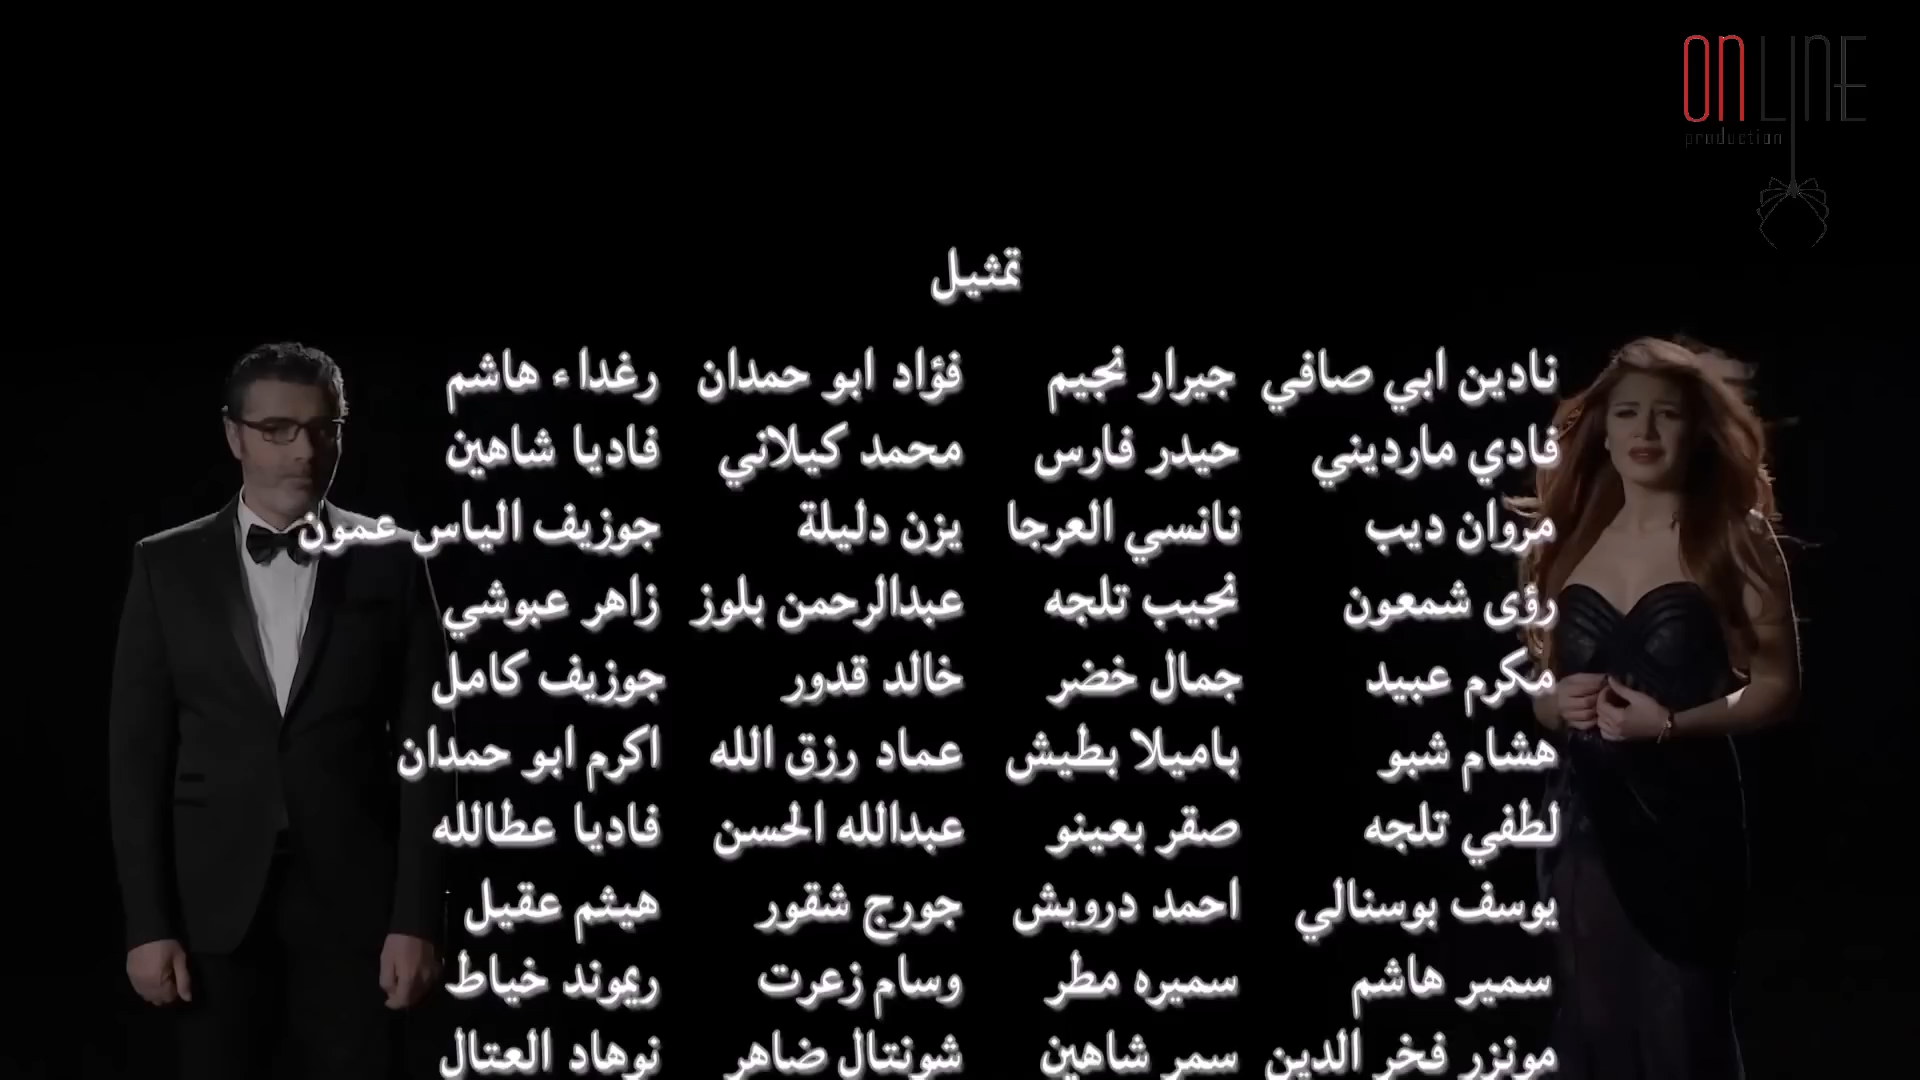 ONLINE
production
تمثيل
نادين ابي صافي جيرار نجيم فؤاد ابو حمدان رغداء هاشم
فادي مارديني حيدر فارس محمد كيلاني فاديا شاهين
مروان ديب نانسي العرجا يزن دليلة جوزيف الياس عمون
رؤى شمعون نجيب تلجه عبدالرحمن بلوز زاهر عبوشي
مكرم عبيد جمال خضر خالد قدور جوزيف كامل
هشام شبو باميلا بطيش عماد رزق الله اكرم ابو حمدان
لطفي تلجه صقر بعينو عبدالله الحسن فاديا عطالله
يوسف بوسنالي احمد درويش جورج شقور هيثم عقيل
سمير هاشم سميره مطر وسام زعرت ريموند خياط
مونزر فخر الدين سمر شاهين شونتال ضاهر نوهاد العتال